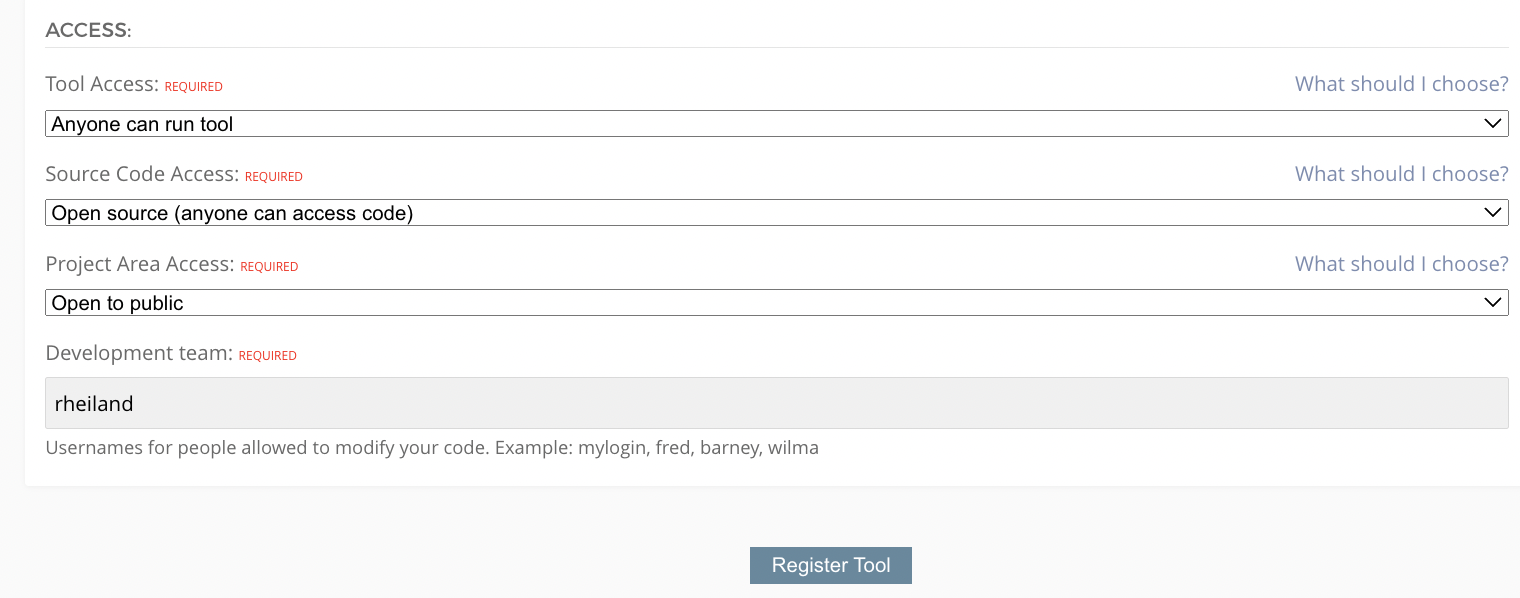 ACCESS:
Tool Access: REQUIRED What should I choose?
Anyone can run tool
Source Code Access: REQUIRED What should I choose?
Open source (anyone can access code)
Project Area Access: REQUIRED What should I choose?
Open to public
Development team: REQUIRED
rheiland
Usernames for people allowed to modify your code. Example: mylogin, fred, barney, wilma
Register Tool